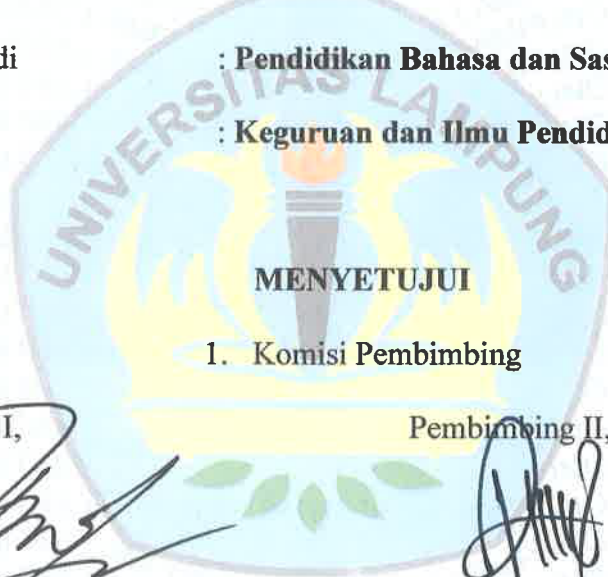 di : Pendidikan Bahasa dan Sas
: Keguruan dan Ilmu Pendid
UNIVERSITAS LAMPUNG
MENYETUJUI
1. Komisi Pembimbing
I, Pembimbing II,